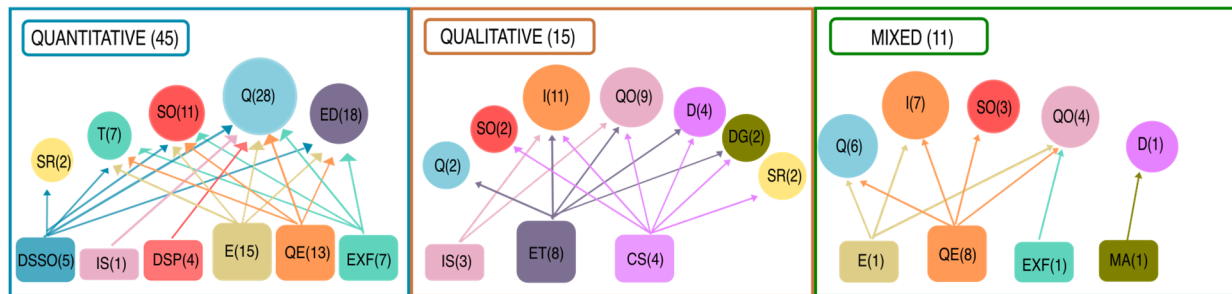 QUANTITATIVE (45)
SR(2)
T(7)
SO(11)
Q(28)
ED(18)
DSSO(5)
IS(1)
DSP(4)
E(15)
QE(13)
EXF(7)
QUALITATIVE (15)
Q(2)
SO(2)
I(11)
QO(9)
D(4)
DG(2)
SR(2)
IS(3)
ET(8)
CS(4)
MIXED (11)
Q(6)
I(7)
SO(3)
QO(4)
D(1)
E(1)
QE(8)
EXF(1)
MA(1)